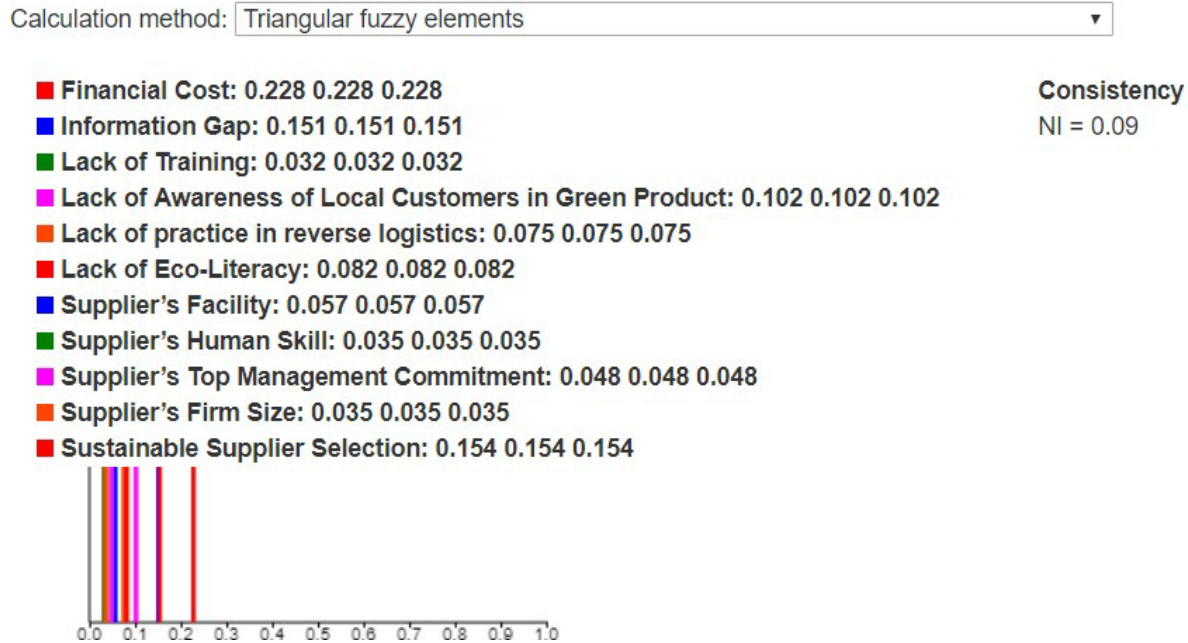 Calculation method: Triangular fuzzy elements
Financial Cost: 0.228 0.228 0.228
Consistency
Information Gap: 0.151 0.151 0.151
NI = 0.09
Lack of Training: 0.032 0.032 0.032
Lack of Awareness of Local Customers in Green Product: 0.102 0.102 0.102
Lack of practice in reverse logistics: 0.075 0.075 0.075
Lack of Eco-Literacy: 0.082 0.082 0.082
Supplier’s Facility: 0.057 0.057 0.057
Supplier’s Human Skill: 0.035 0.035 0.035
Supplier’s Top Management Commitment: 0.048 0.048 0.048
Supplier’s Firm Size: 0.035 0.035 0.035
Sustainable Supplier Selection: 0.154 0.154 0.154
0.0 0.1 0.2 0.3 0.4 0.5 0.6 0.7 0.8 0.9 1.0